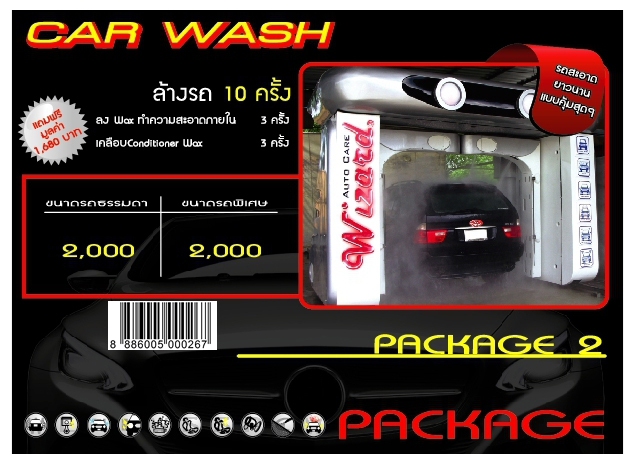 CAR WASH
ล้างรถ 10 ครั้ง
ลง Wax ทำความสะอาดภายใน 3 ครั้ง
เคลือบConditioner Wax 3 ครั้ง
แถมฟรี
มูลค่า
1,680 บาท
รถสะอาด
ยาวนาน
แบบคุ้มสุดๆ
Wizard
AUTO CARE
ขนาดรถธรรมดา ขนาดรถพิเศษ
2,000 2,000
8 886005 000267
PACKAGE 2
PACKAGE